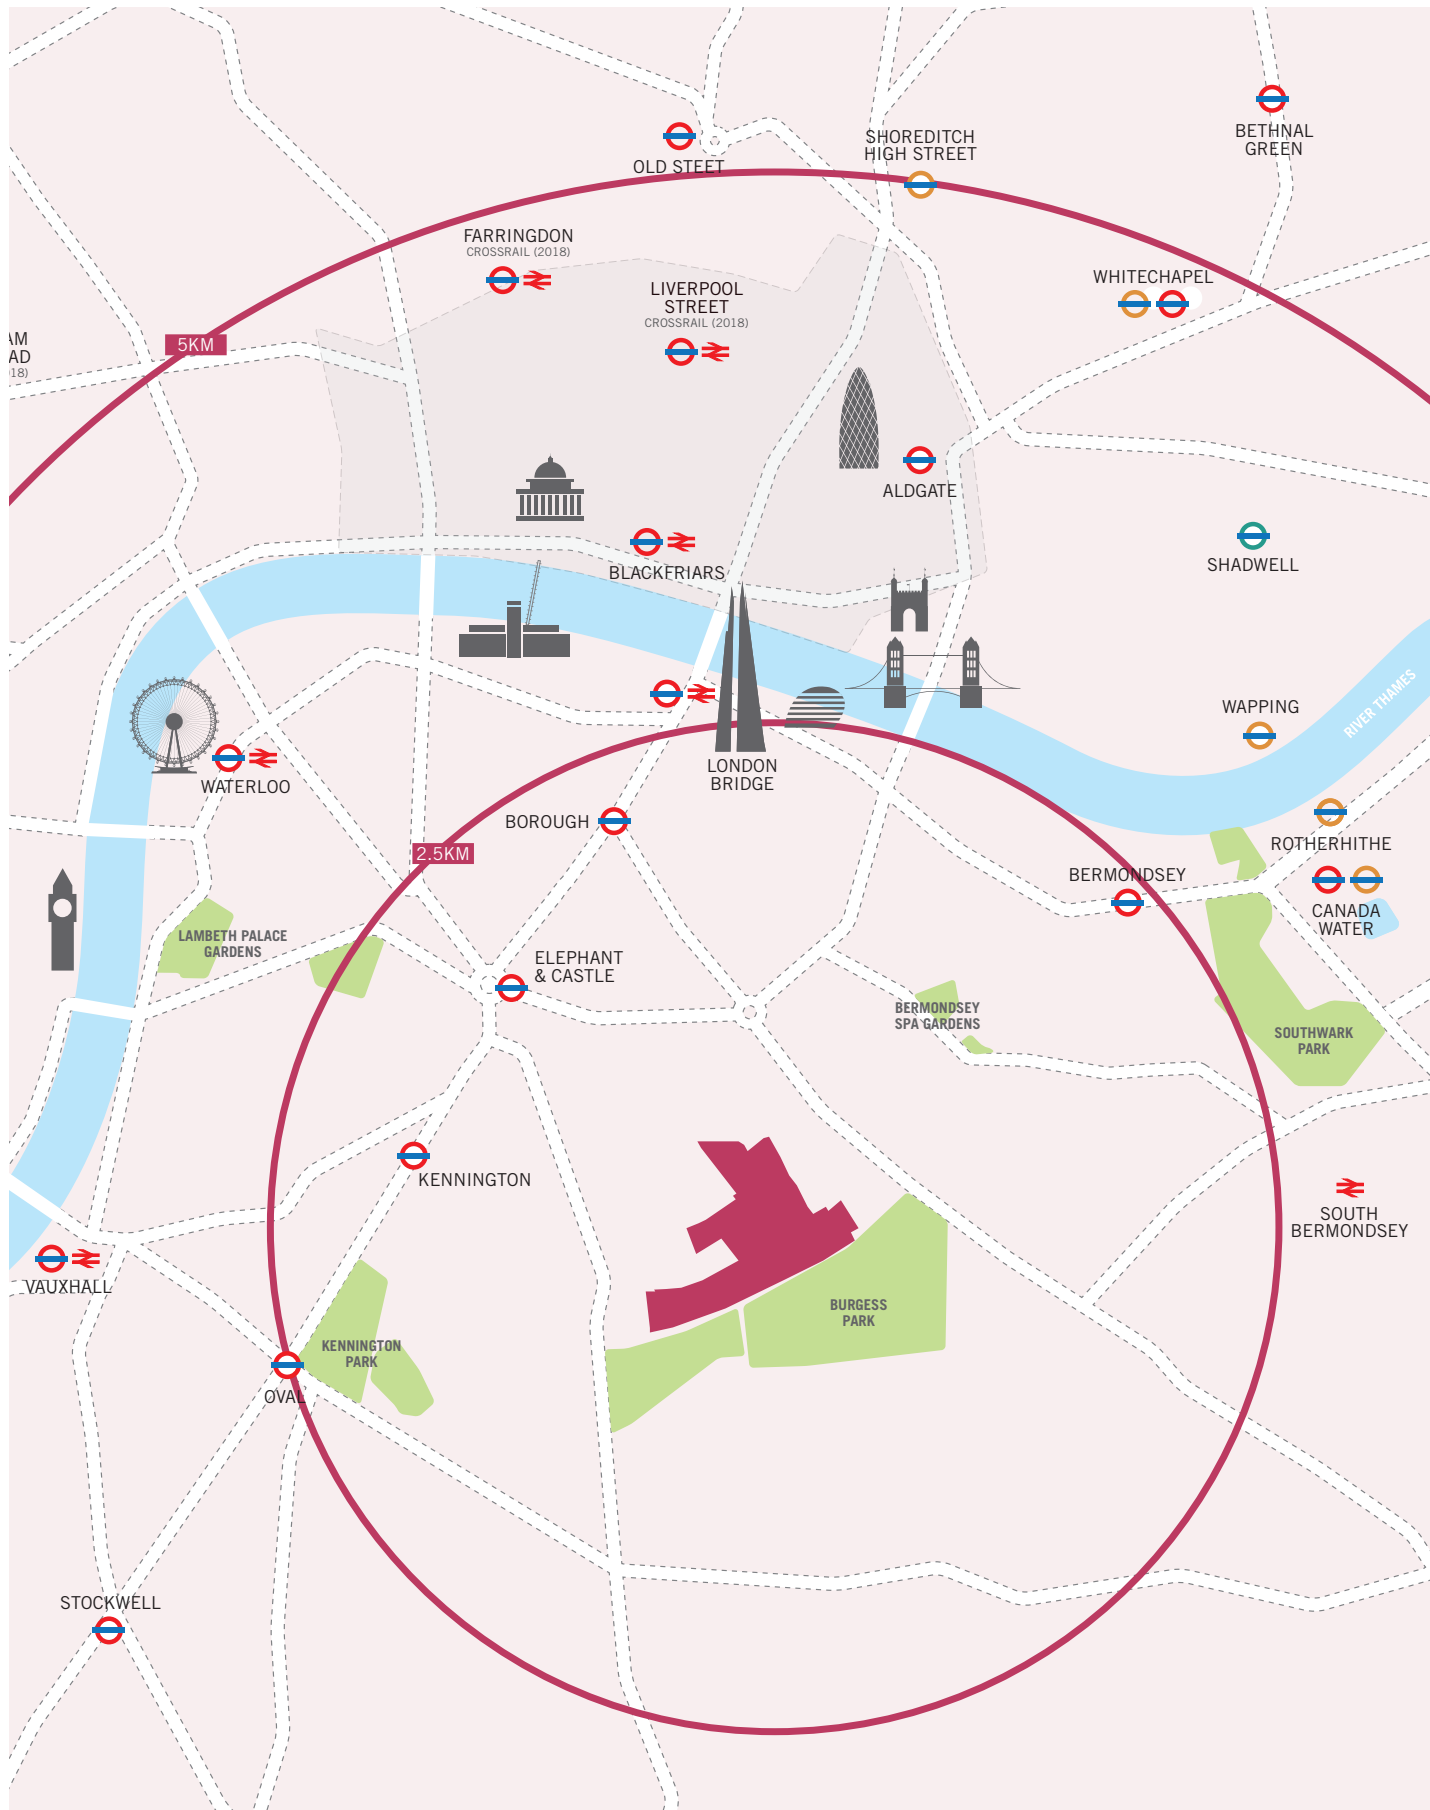 BETHNAL
GREEN
SHOREDITCH
HIGH STREET
OLD STEET
FARRINGDON
CROSSRAIL (2018)
WHITECHAPEL
LIVERPOOL
STREET
CROSSRAIL (2018)
AM
AD
18)
5KM
ALDGATE
BLACKFRIARS
SHADWELL
RIVER THAMES
WAPPING
WATERLOO
LONDON
BRIDGE
BOROUGH
ROTHERHITHE
2.5KM
BERMONDSEY
CANADA
WATER
LAMBETH PALACE
GARDENS
ELEPHANT
& CASTLE
BERMONDSEY
SPA GARDENS
SOUTHWARK
PARK
KENNINGTON
SOUTH
BERMONDSEY
VAUXHALL
BURGESS
PARK
KENNINGTON
PARK
OVAL
STOCKWELL